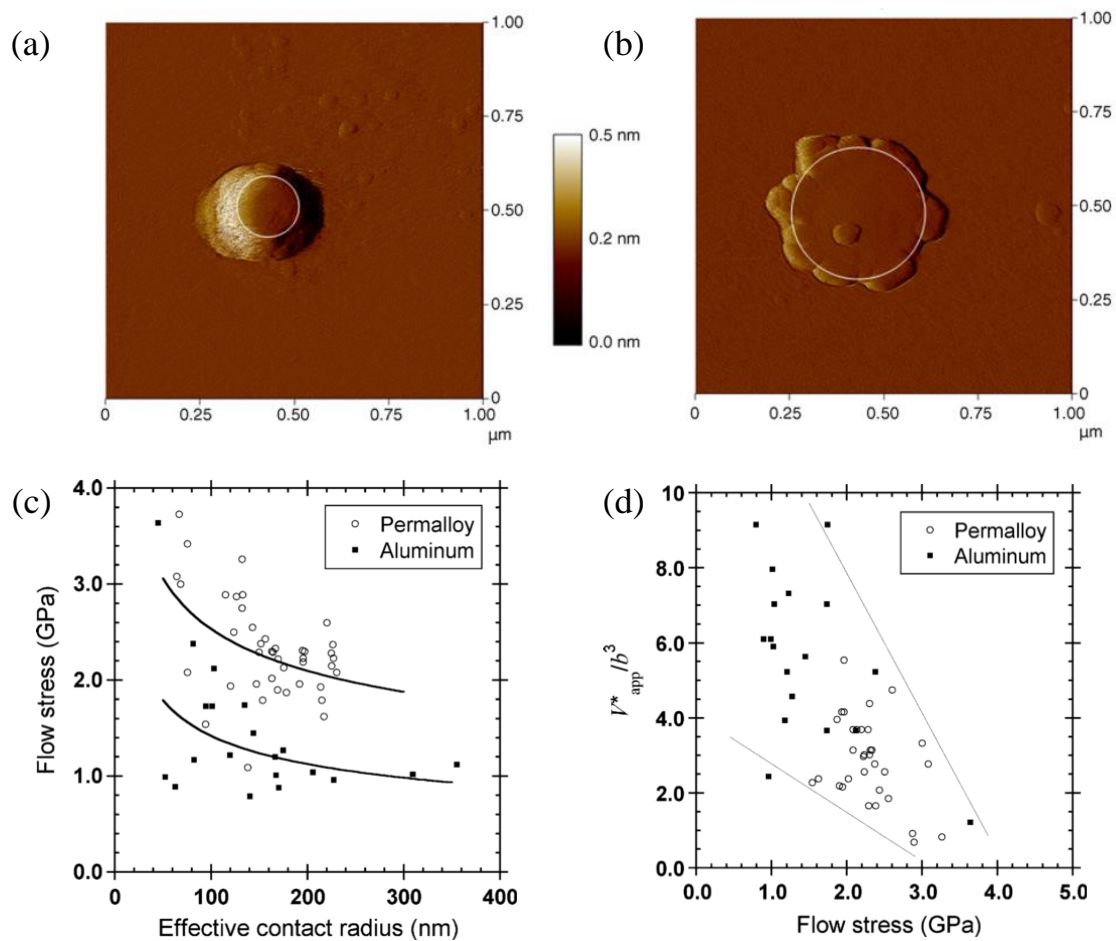 (a)
1.00
0.75
0.50
0.25
0
0
0.25
0.50
0.75
1.00
µm
0.5 nm
0.2 nm
0.0 nm
(b)
1.00
0.75
0.50
0.25
0
0
0.25
0.50
0.75
1.00
µm
(c)
4.0
3.0
2.0
1.0
0.0
Flow stress (GPa)
Permalloy
Aluminum
0
100
200
300
400
Effective contact radius (nm)
(d)
10
8.0
6.0
4.0
2.0
0.0
V*app/b³
Permalloy
Aluminum
0
1.0
2.0
3.0
4.0
5.0
Flow stress (GPa)